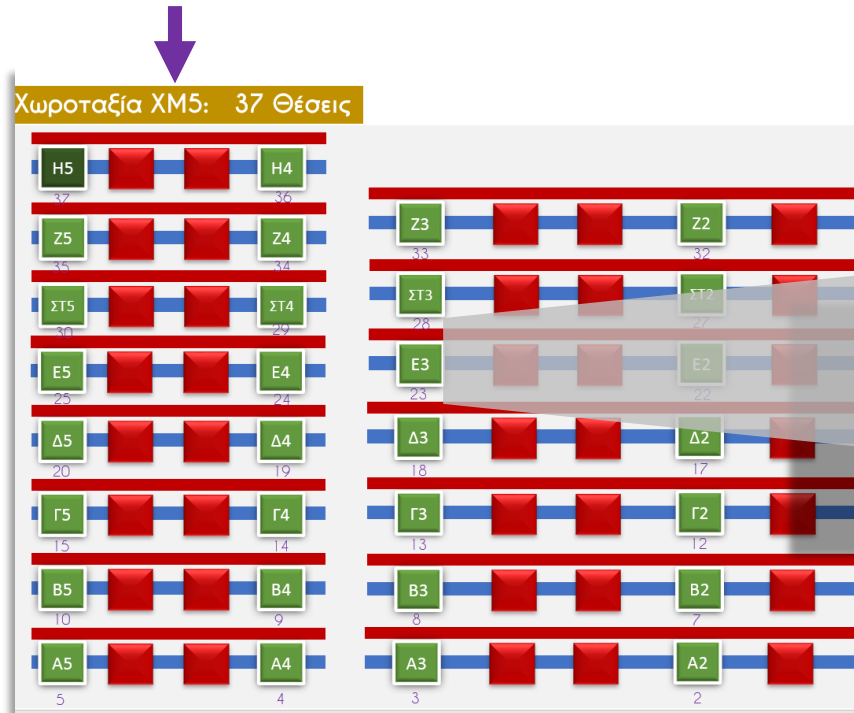 Χωροταξία ΧΜ5: 37 Θέσεις
Η5 Η4
37 36
Ζ3 Ζ2
33 32
Ζ5 Ζ4
35 34
ΣΤ3 ΣΤ2
28 27
ΣΤ5 ΣΤ4
30 29
Ε3 Ε2
23 22
Ε5 Ε4
25 24
Δ5 Δ4 Δ3 Δ2
20 19 18 17
Γ5 Γ4 Γ3 Γ2
15 14 13 12
Β5 Β4 Β3 Β2
10 9 8 7
Α5 Α4 Α3 Α2
5 4 3 2